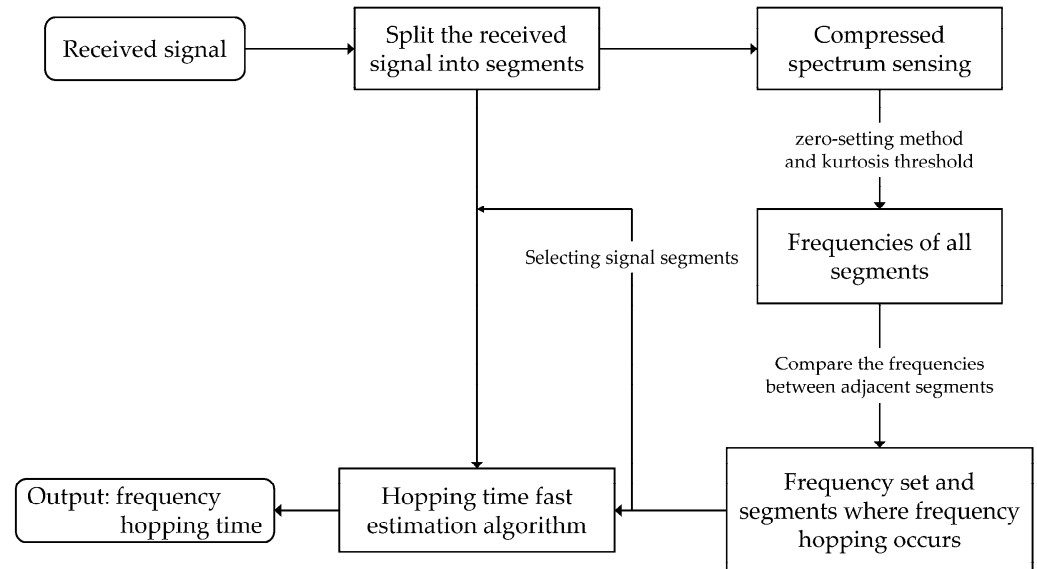 Received signal
Split the received
signal into segments
Compressed
spectrum sensing
zero-setting method
and kurtosis threshold
Frequencies of all
segments
Selecting signal segments
Compare the frequencies
between adjacent segments
Frequency set and
segments where frequency
hopping occurs
Hopping time fast
estimation algorithm
Output: frequency
hopping time